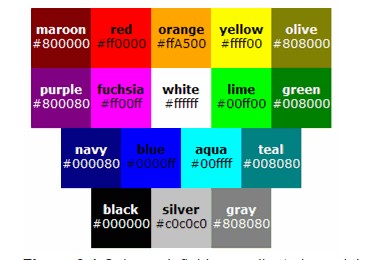 maroon red orange yellow olive
#800000 #ff0000 #ffA500 #ffff00 #808000
purple fuchsia white lime green
#800080 #ff00ff #ffffff #00ff00 #008000
navy blue aqua teal
#000080 #0000ff #00ffff #008080
black silver gray
#000000 #c0c0c0 #808080